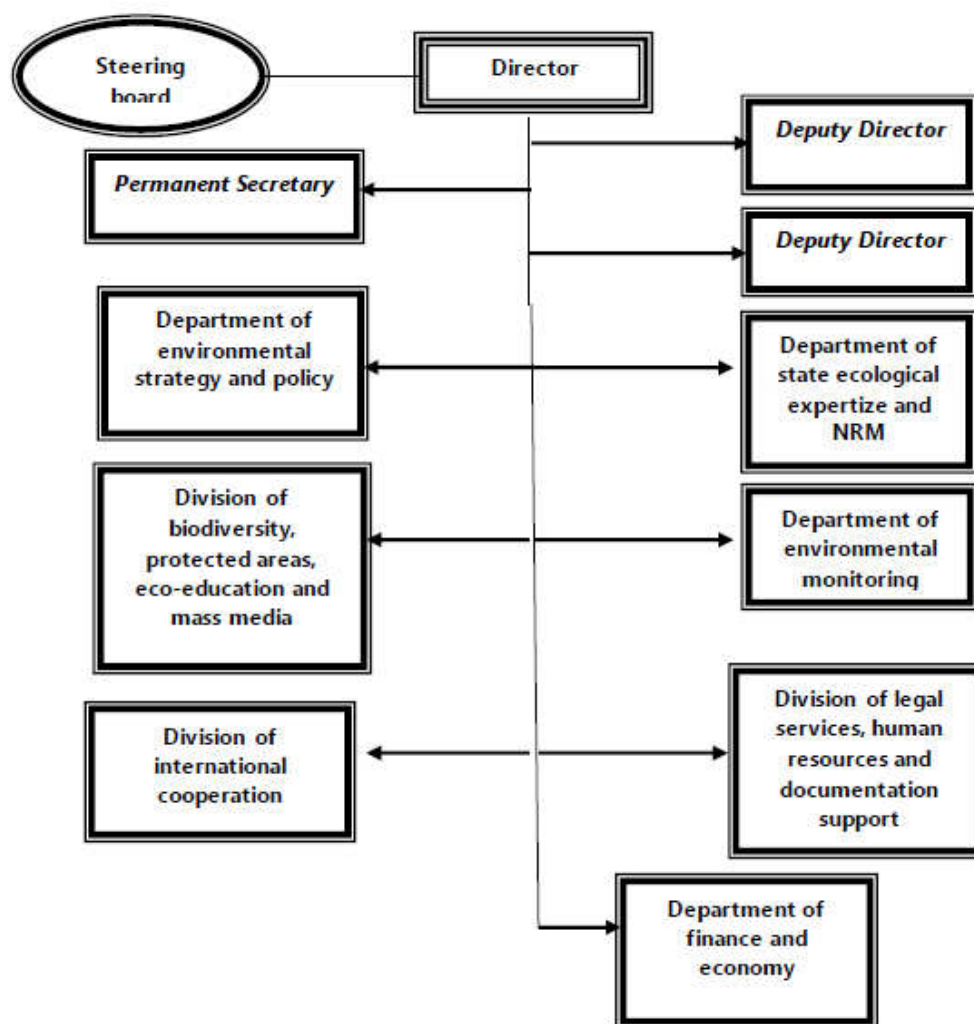 Steering
board
Director
Deputy Director
Permanent Secretary
Deputy Director
Department of
environmental
strategy and policy
Department of
state ecological
expertize and
NRM
Division of
biodiversity,
protected areas,
eco-education and
mass media
Department of
environmental
monitoring
Division of
international
cooperation
Division of legal
services, human
resources and
documentation
support
Department of
finance and
economy